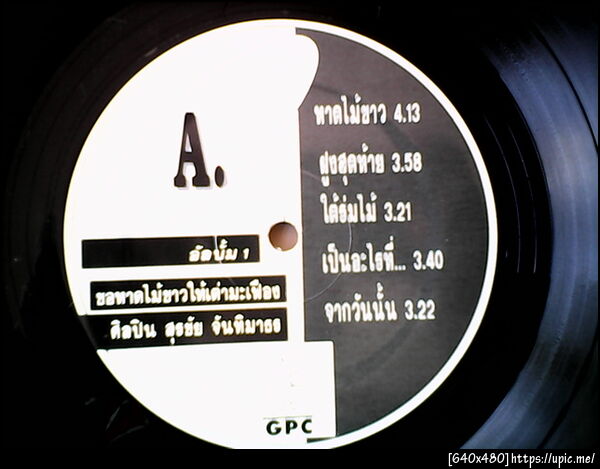 A.
อัลบั้ม 1
ขอหาดไม้ขาวให้เต่ามะเฟือง
ศิลปิน สุรชัย จันทิมาธร
หาดไม้ขาว 4.13
ฝูงสุดท้าย 3.58
ใต้ร่มไม้ 3.21
เป็นอะไรที่... 3.40
จากวันนั้น 3.22
GPC
[640x480]https://upic.me/